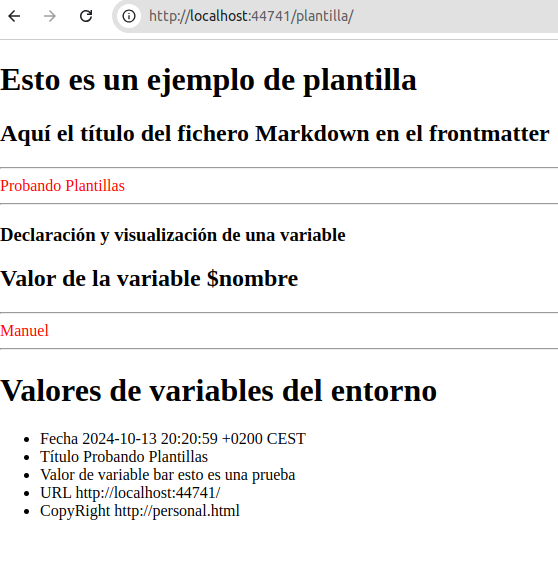 http://localhost:44741/plantilla/
Esto es un ejemplo de plantilla
Aquí el título del fichero Markdown en el frontmatter
Probando Plantillas
Declaración y visualización de una variable
Valor de la variable $nombre
Manuel
Valores de variables del entorno
Fecha 2024-10-13 20:20:59 +0200 CEST
Título Probando Plantillas
Valor de variable bar esto es una prueba
URL http://localhost:44741/
CopyRight http://personal.html